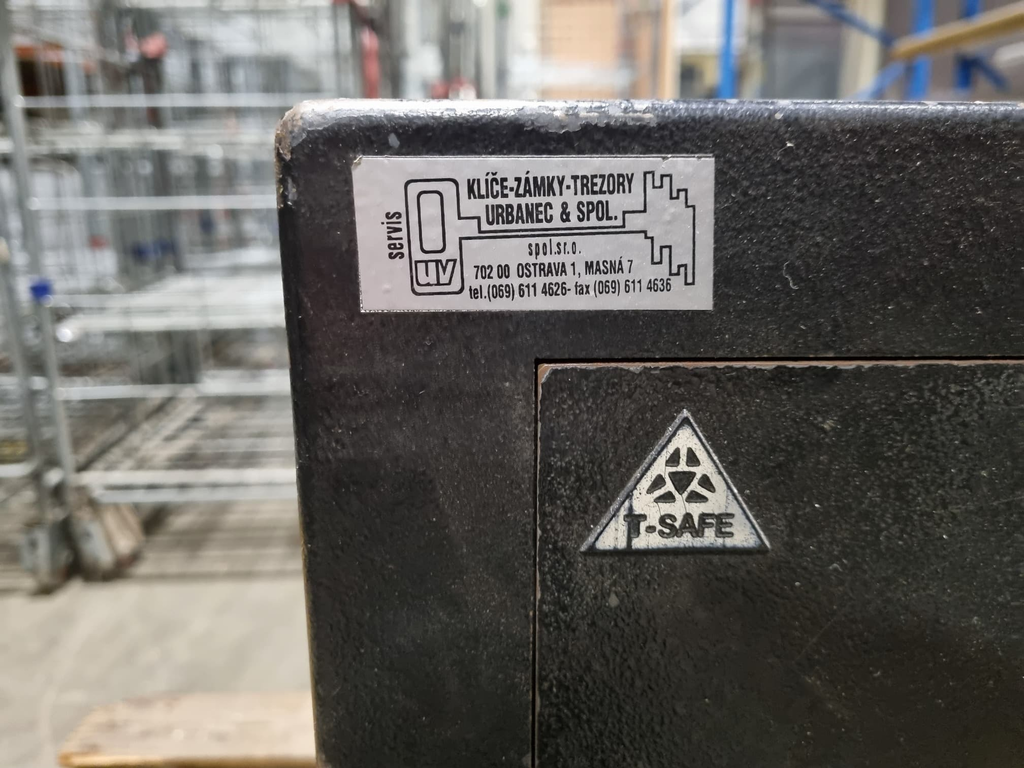 servis
KLÍČE-ZÁMKY-TREZORY
URBANEC & SPOL.
spol.sr.o.
702 00 OSTRAVA 1, MASNÁ 7
tel.(069) 611 4626- fax (069) 611 4636
UV
T-SAFE